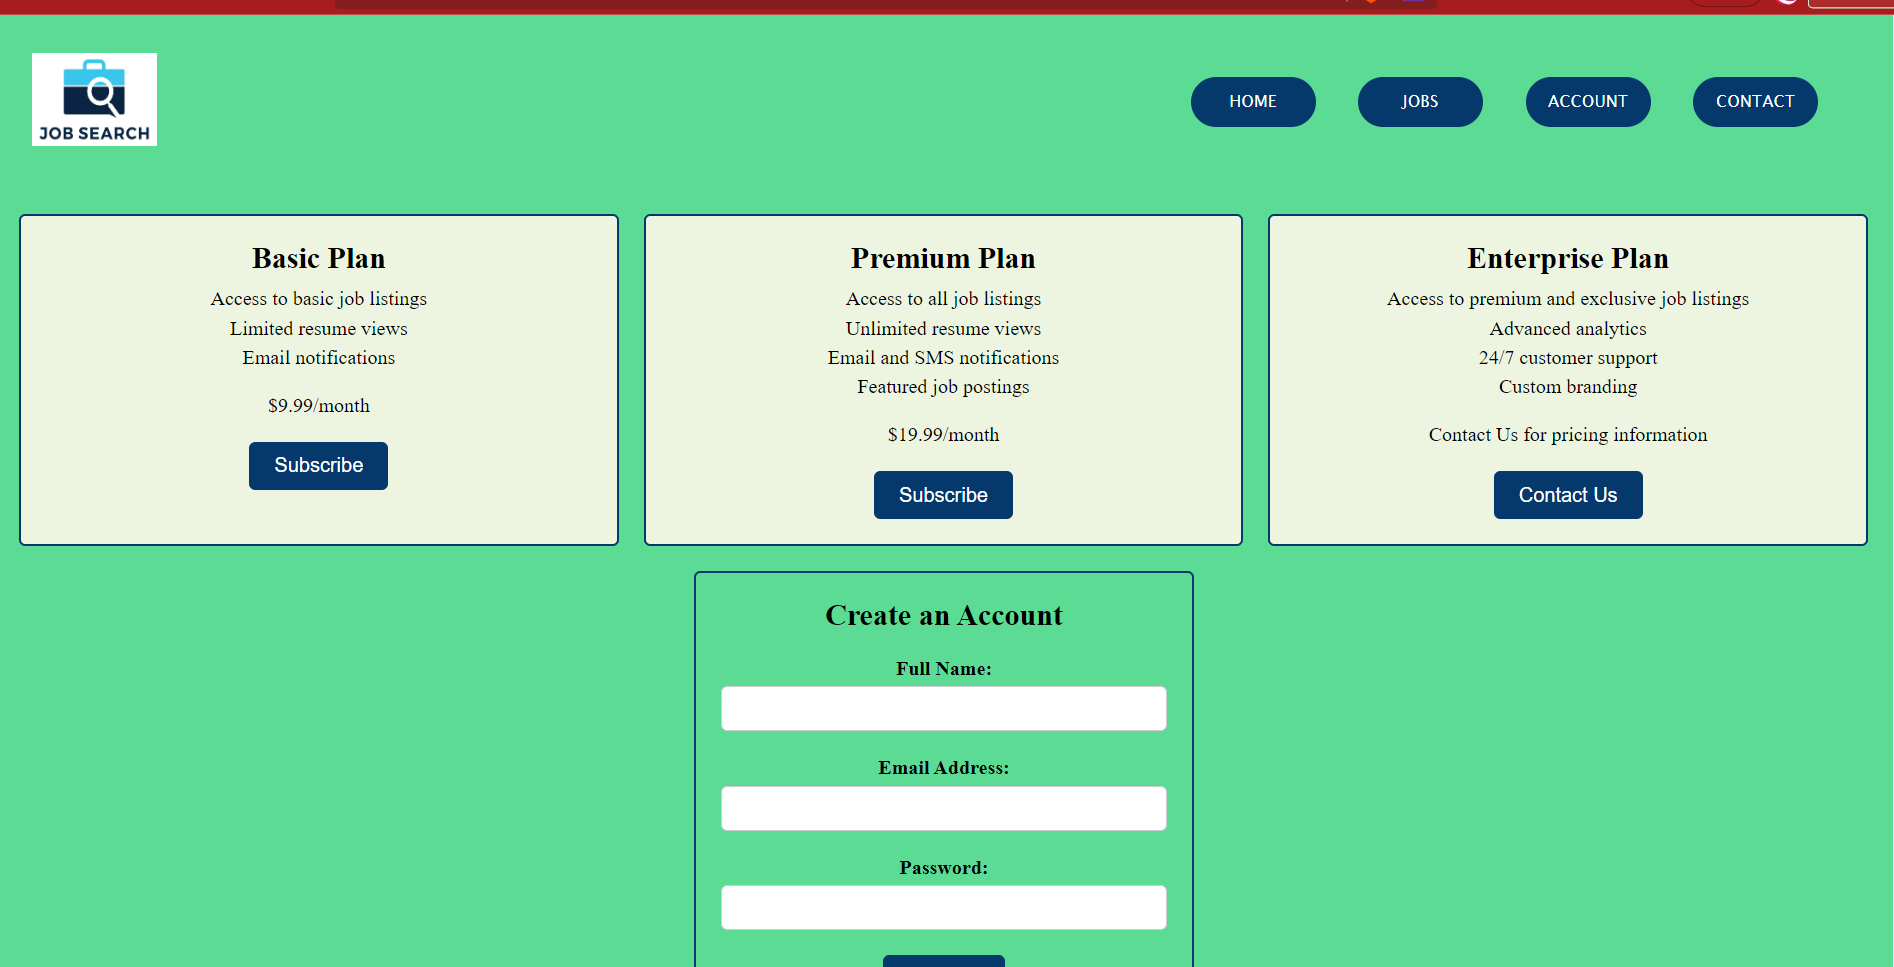 JOB SEARCH
HOME
JOBS
ACCOUNT
CONTACT
Basic Plan
Access to basic job listings
Limited resume views
Email notifications
$9.99/month
Subscribe
Premium Plan
Access to all job listings
Unlimited resume views
Email and SMS notifications
Featured job postings
$19.99/month
Subscribe
Enterprise Plan
Access to premium and exclusive job listings
Advanced analytics
24/7 customer support
Custom branding
Contact Us for pricing information
Contact Us
Create an Account
Full Name:
Email Address:
Password: